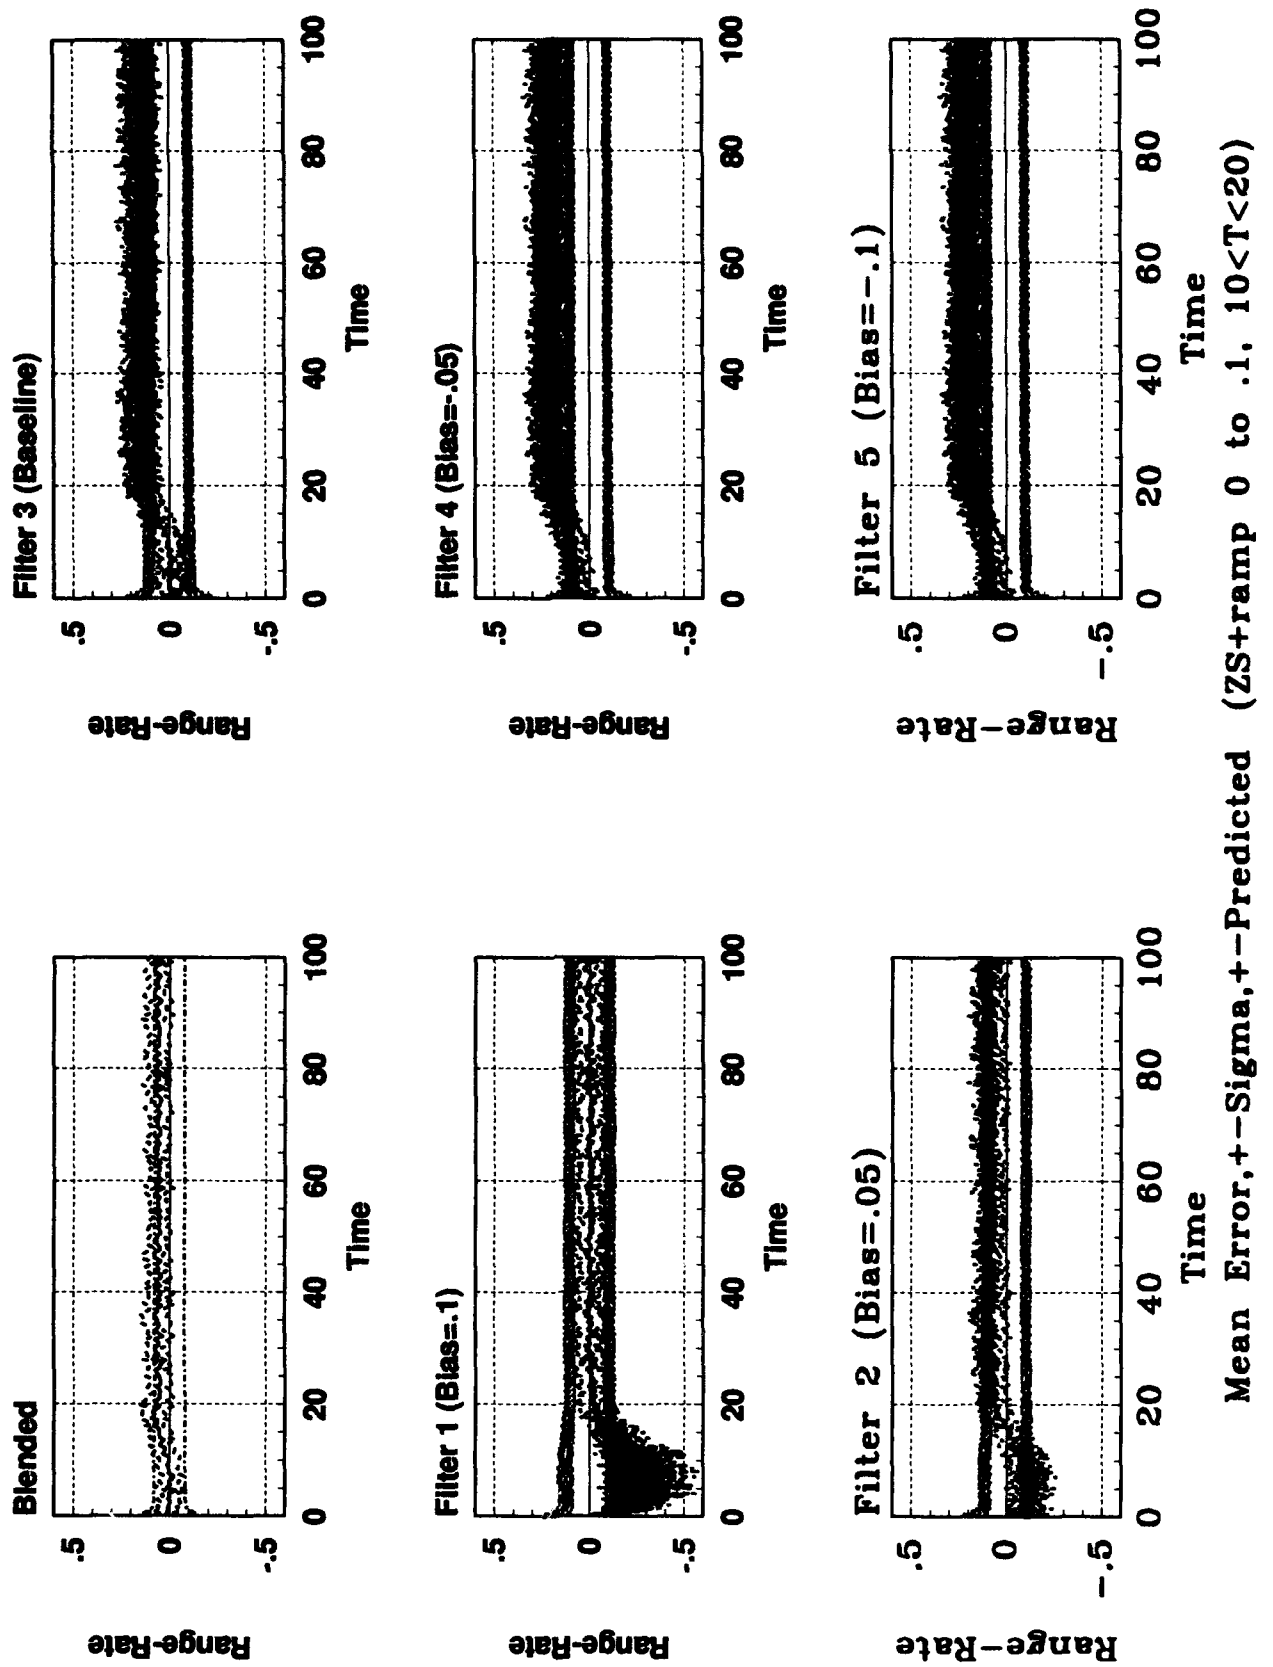 Blended
Range-Rate
.5
0
-.5
0 20 40 60 80 100
Time
Filter 3 (Baseline)
Range-Rate
.5
0
-.5
0 20 40 60 80 100
Time
Filter 1 (Bias=.1)
Range-Rate
.5
0
-.5
0 20 40 60 80 100
Time
Filter 4 (Bias=-.05)
Range-Rate
.5
0
-.5
0 20 40 60 80 100
Time
Filter 2 (Bias=.05)
Range-Rate
.5
0
-.5
0 20 40 60 80 100
Time
Filter 5 (Bias=-.1)
Range-Rate
.5
0
-.5
0 20 40 60 80 100
Time
Mean Error,+-Sigma,+-Predicted (ZS+ramp 0 to .1, 10<T<20)